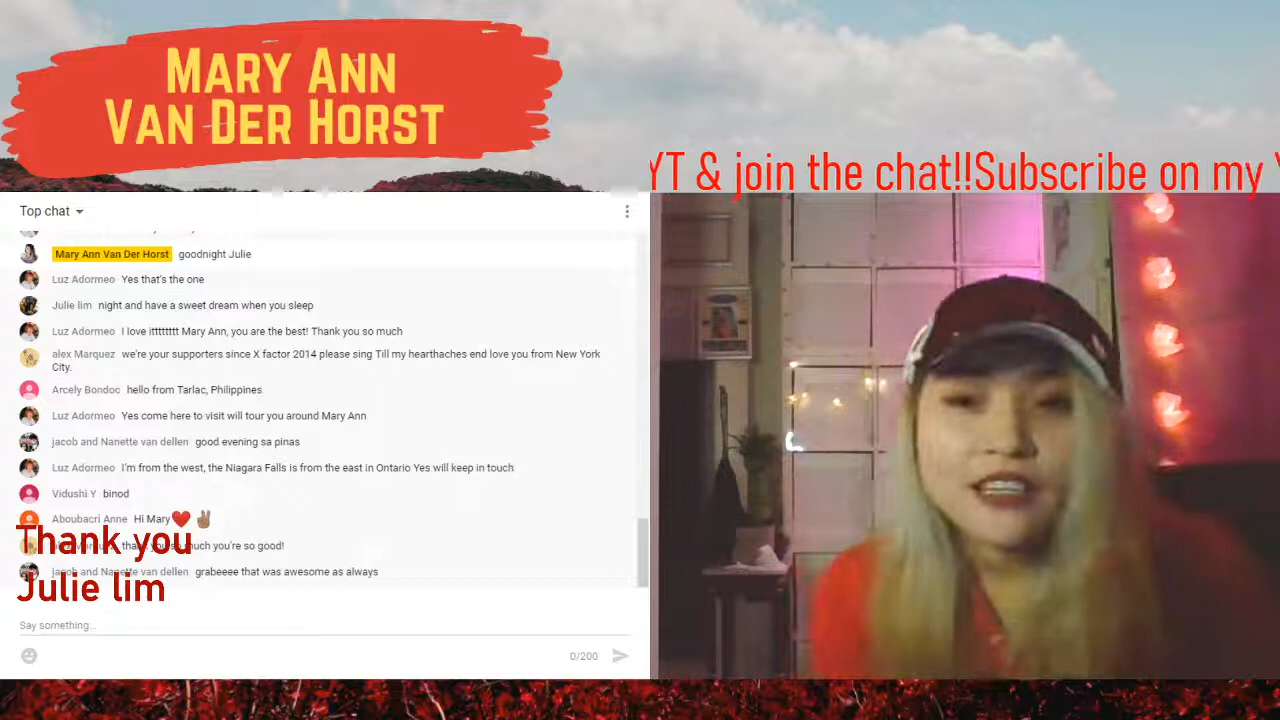 MARY ANN
VAN DER HORST
YT & join the chat!!Subscribe on my
Top chat
Mary Ann Van Der Horst goodnight Julie
Luz Adormeo Yes that's the one
Julie lim night and have a sweet dream when you sleep
Luz Adormeo I love itttttttt Mary Ann, you are the best! Thank you so much
alex Marquez we're your supporters since X factor 2014 please sing Till my hearthaches end love you from New York
City.
Arcely Bondoc hello from Tarlac, Philippines
Luz Adormeo Yes come here to visit will tour you around Mary Ann
jacob and Nanette van dellen good evening sa pinas
Luz Adormeo I'm from the west, the Niagara Falls is from the east in Ontario Yes will keep in touch
Vidushi Y binod
Aboubacri Anne Hi Mary❤️ ✌🏾
much you're so good!
jacob and Nanette van dellen grabeeee that was awesome as always
Thank you
Julie lim
Say something...
0/200